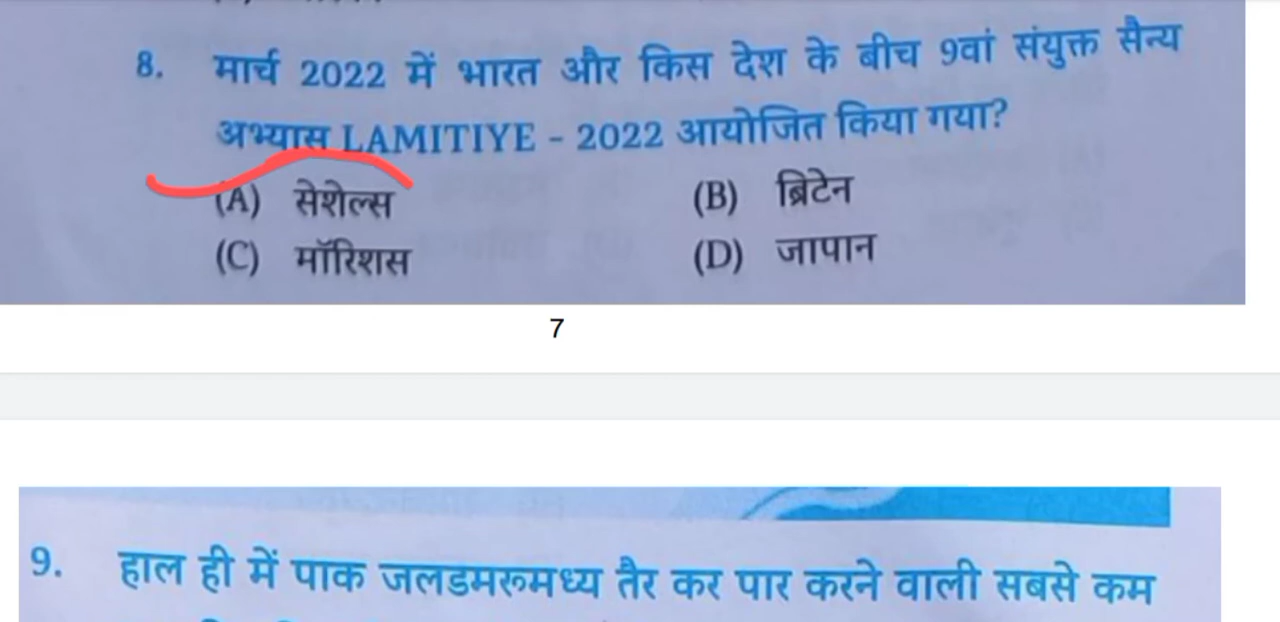 8. मार्च 2022 में भारत और किस देश के बीच 9वां संयुक्त सैन्य
अभ्यास LAMITIYE - 2022 आयोजित किया गया?
(A) सेशेल्स (B) ब्रिटेन
(C) मॉरिशस (D) जापान
7
9. हाल ही में पाक जलडमरूमध्य तैर कर पार करने वाली सबसे कम